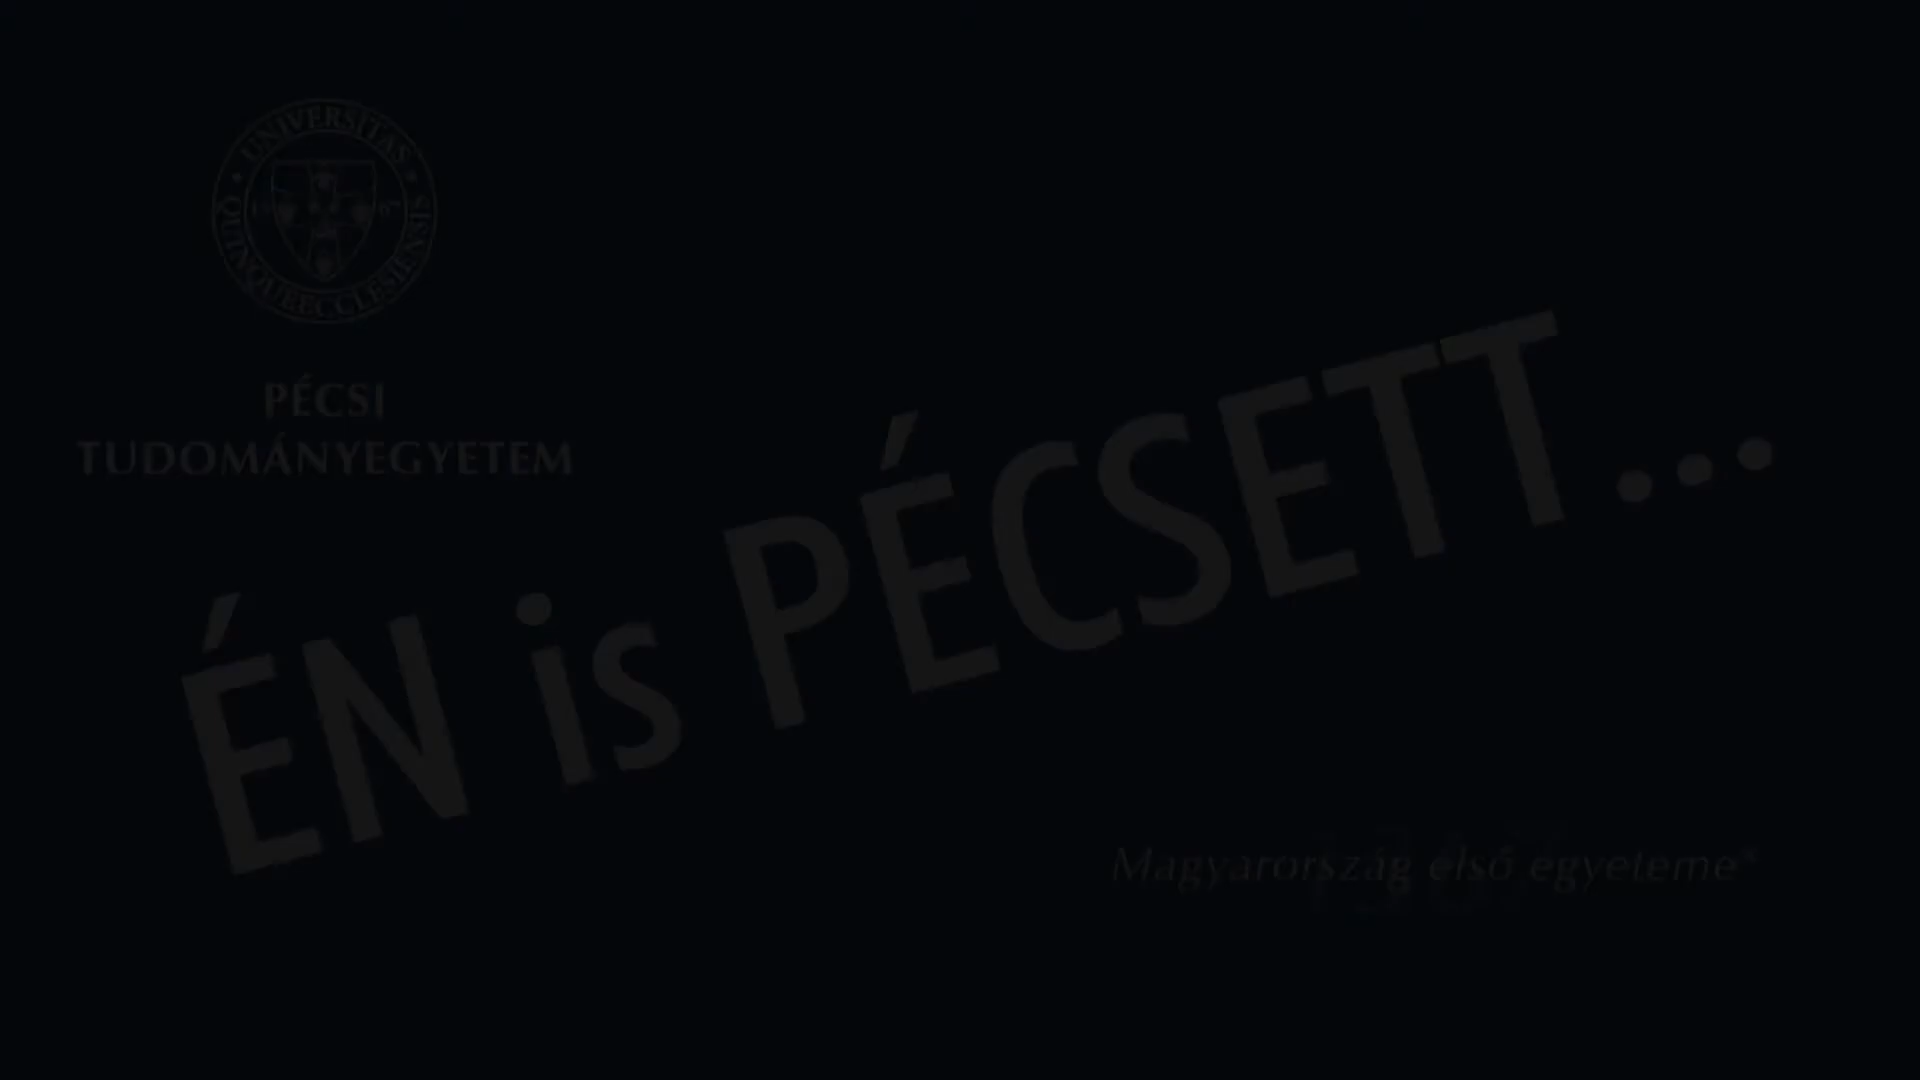 UNIVERSITAS QUINQUEECCLESIENSIS
PÉCSI
TUDOMÁNYEGYETEM
ÉN is PÉCSETT...
Magyarország első egyeteme